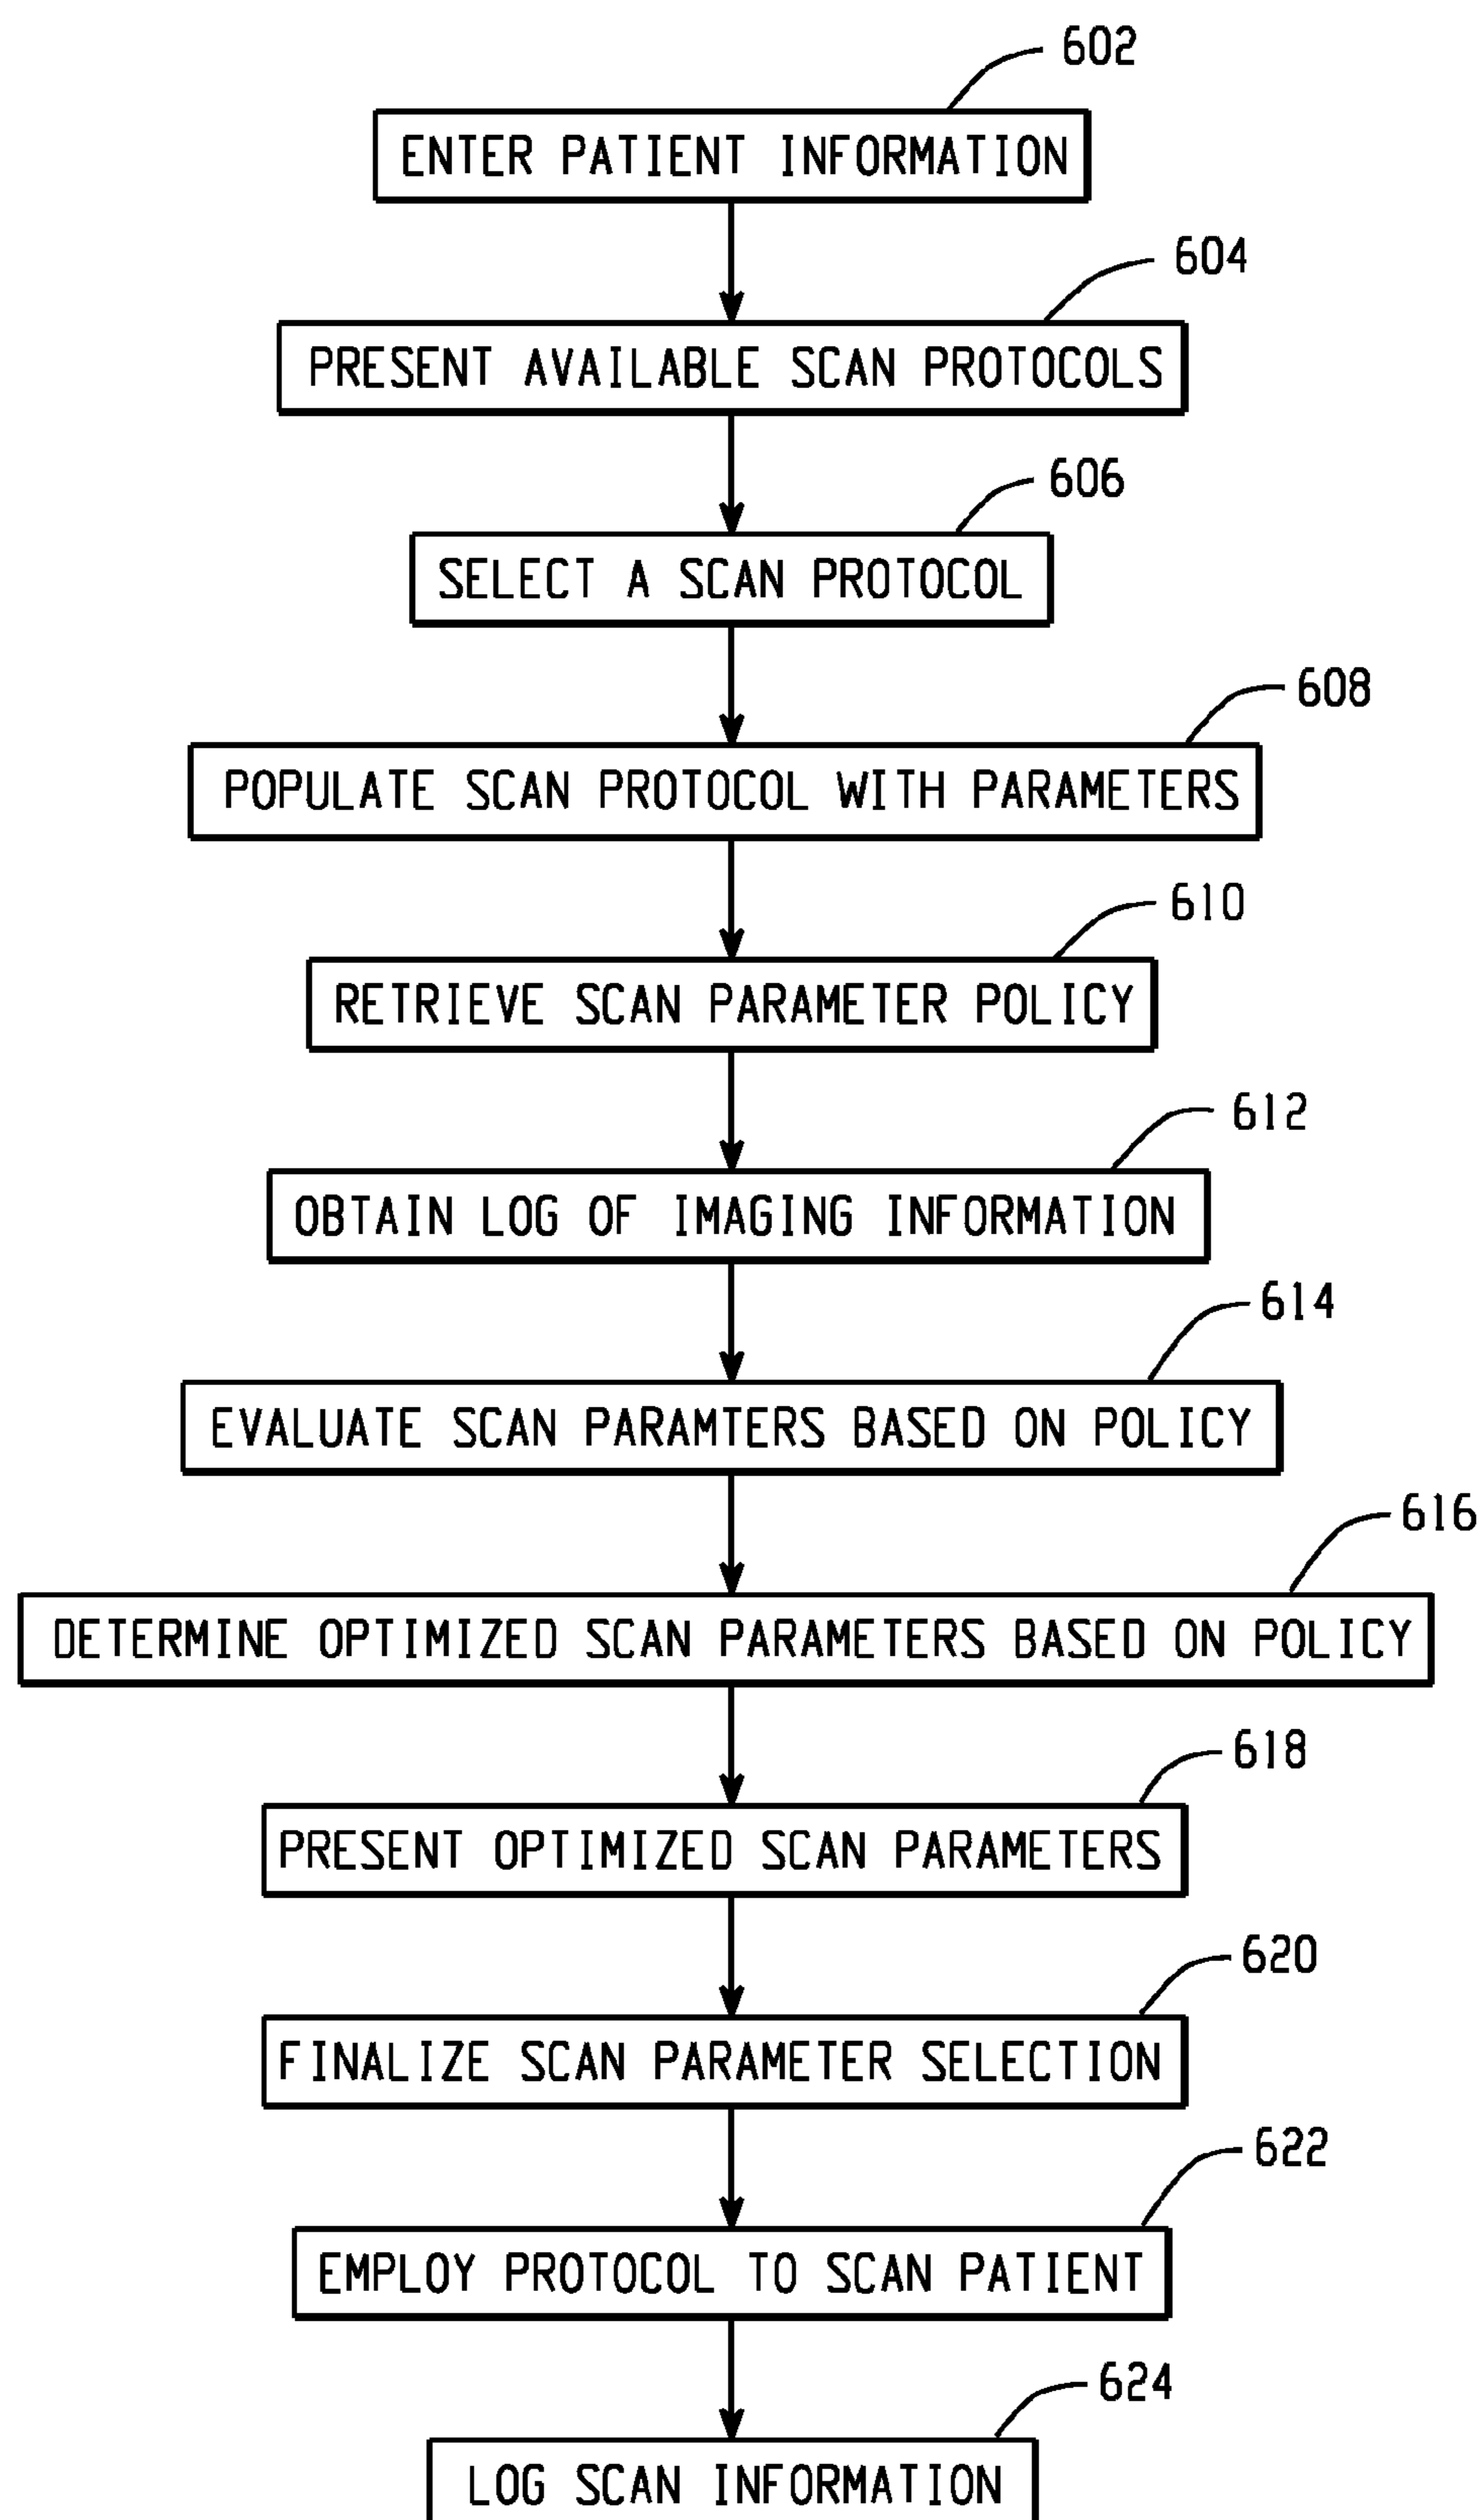 602
ENTER PATIENT INFORMATION
604
PRESENT AVAILABLE SCAN PROTOCOLS
606
SELECT A SCAN PROTOCOL
608
POPULATE SCAN PROTOCOL WITH PARAMETERS
610
RETRIEVE SCAN PARAMETER POLICY
612
OBTAIN LOG OF IMAGING INFORMATION
614
EVALUATE SCAN PARAMTERS BASED ON POLICY
616
DETERMINE OPTIMIZED SCAN PARAMETERS BASED ON POLICY
618
PRESENT OPTIMIZED SCAN PARAMETERS
620
FINALIZE SCAN PARAMETER SELECTION
622
EMPLOY PROTOCOL TO SCAN PATIENT
624
LOG SCAN INFORMATION